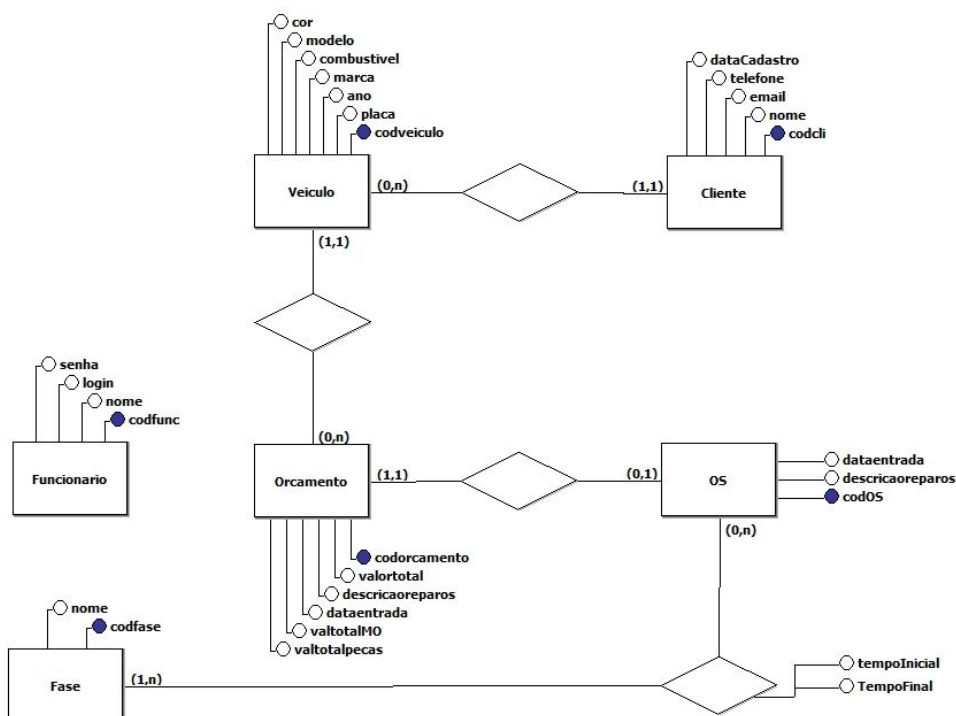 cor
modelo
combustivel
marca
ano
placa
codveiculo
dataCadastro
telefone
email
nome
codcli
Veiculo
(0,n)
(1,1)
Cliente
(1,1)
senha
login
nome
codfunc
Funcionario
(0,n)
Orcamento
(1,1)
(0,1)
OS
dataentrada
descricaoreparos
codOS
(0,n)
codorcamento
valortotal
descricaoreparos
dataentrada
valtotalMO
valtotalpecas
nome
codfase
Fase
(1,n)
tempoInicial
TempoFinal